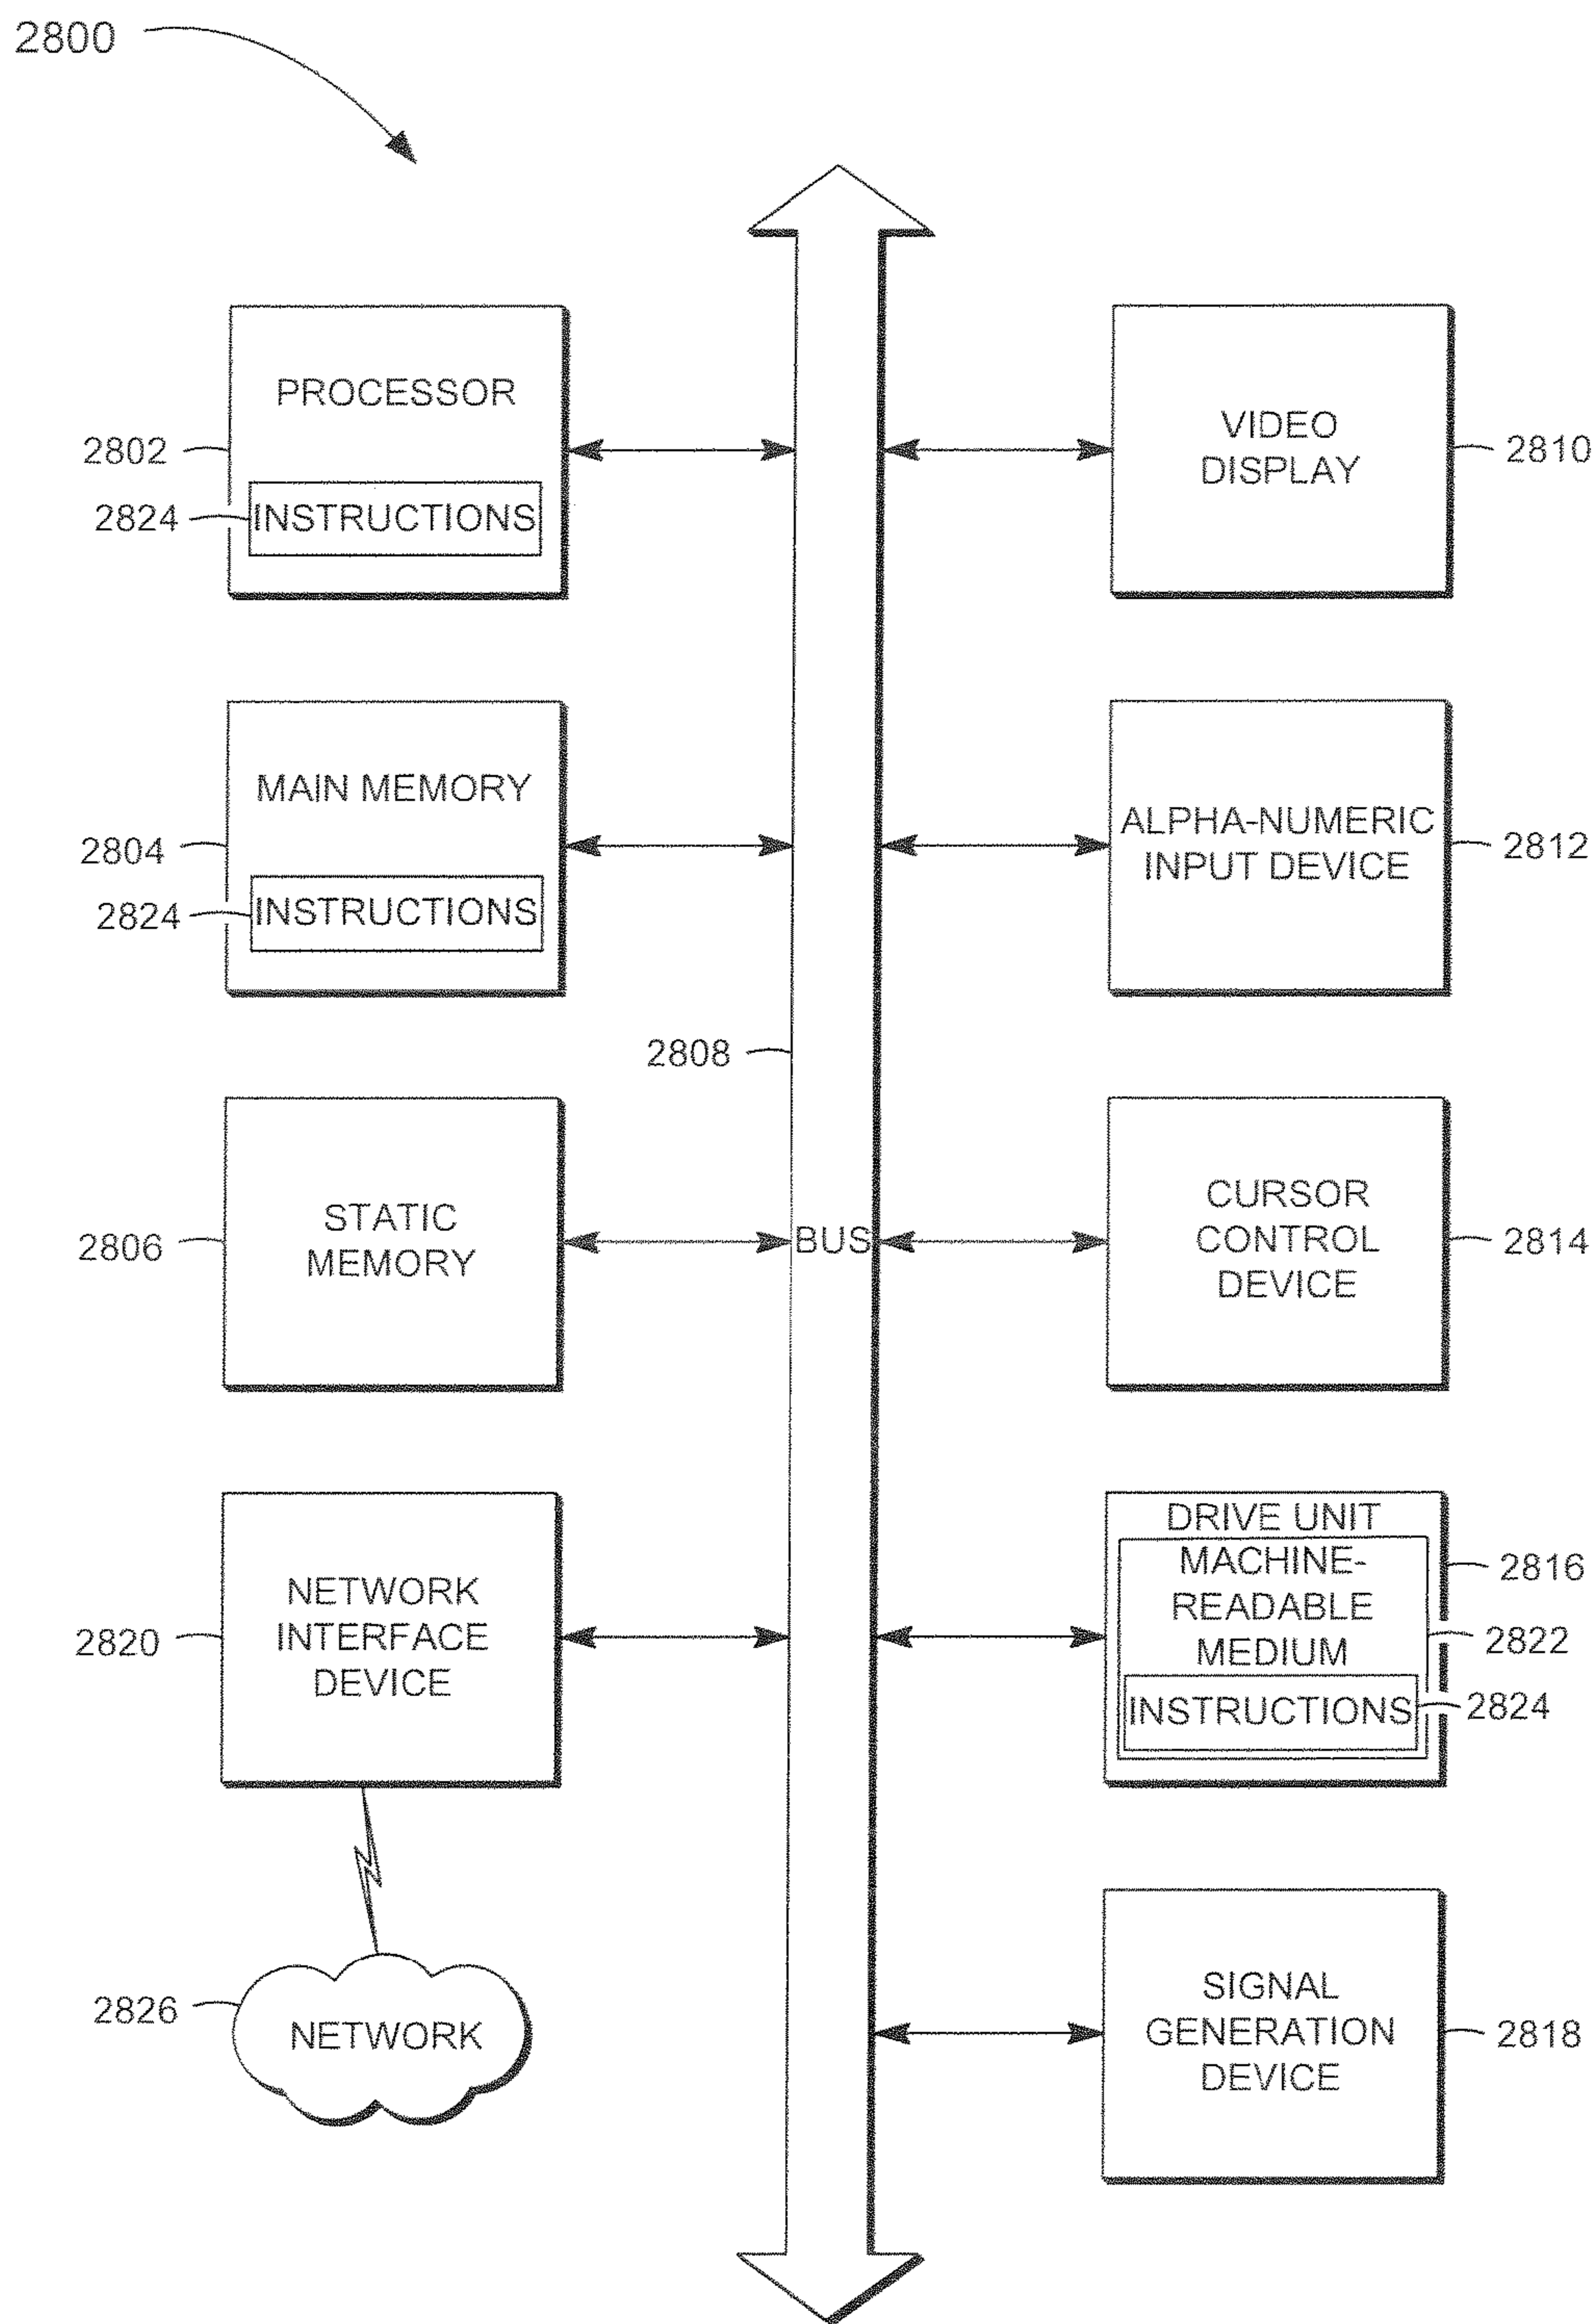 2800
PROCESSOR
2802
2824
INSTRUCTIONS
VIDEO
DISPLAY
2810
MAIN MEMORY
2804
2824
INSTRUCTIONS
ALPHA-NUMERIC
INPUT DEVICE
2812
2808
STATIC
MEMORY
2806
BUS
CURSOR
CONTROL
DEVICE
2814
NETWORK
INTERFACE
DEVICE
2820
DRIVE UNIT
MACHINE-
READABLE
MEDIUM
INSTRUCTIONS
2816
2822
2824
2826
NETWORK
SIGNAL
GENERATION
DEVICE
2818